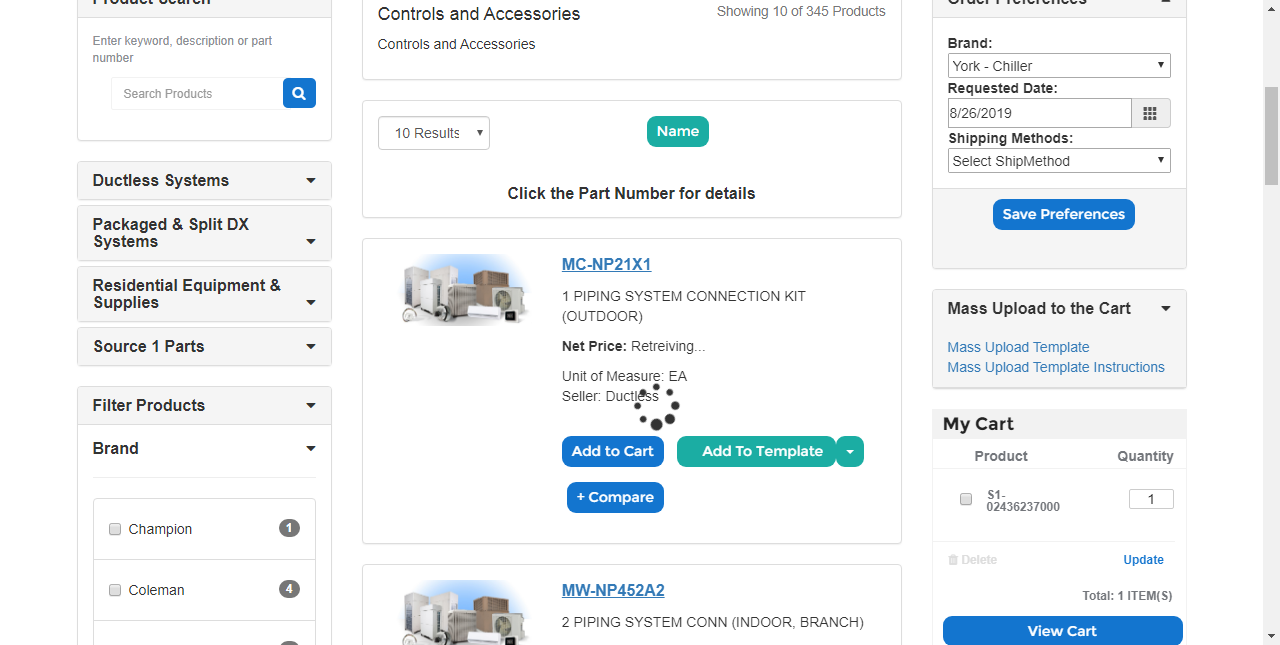 Product Search
Enter keyword, description or part
number
Search Products
Ductless Systems
Packaged & Split DX
Systems
Residential Equipment &
Supplies
Source 1 Parts
Filter Products
Brand
Champion 1
Coleman 4
Controls and Accessories
Showing 10 of 345 Products
Controls and Accessories
10 Results
Name
Click the Part Number for details
MC-NP21X1
1 PIPING SYSTEM CONNECTION KIT
(OUTDOOR)
Net Price: Retreiving...
Unit of Measure: EA
Seller: Ductless
Add to Cart
Add To Template
+ Compare
MW-NP452A2
2 PIPING SYSTEM CONN (INDOOR, BRANCH)
Order Preferences
Brand:
York - Chiller
Requested Date:
8/26/2019
Shipping Methods:
Select ShipMethod
Save Preferences
Mass Upload to the Cart
Mass Upload Template
Mass Upload Template Instructions
My Cart
Product Quantity
S1-
02436237000
1
Delete
Update
Total: 1 ITEM(S)
View Cart